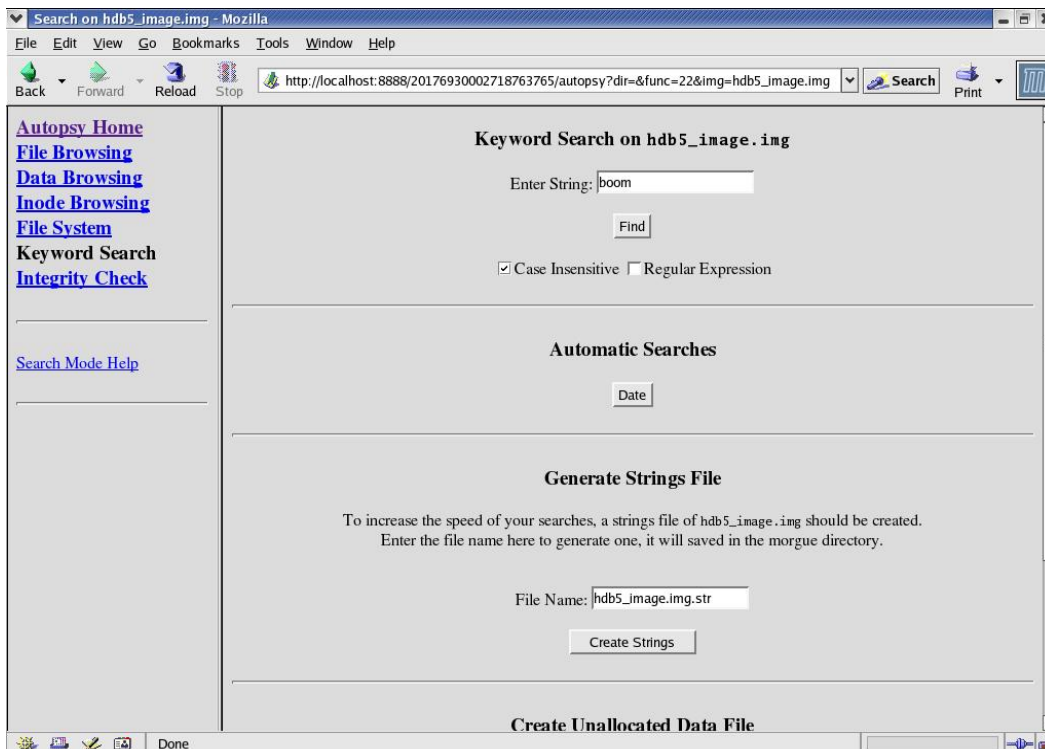 Search on hdb5_image.img - Mozilla
File Edit View Go Bookmarks Tools Window Help
Back Forward Reload Stop http://localhost:8888/20176930002718763765/autopsy?dir=&func=22&img=hdb5_image.img Search Print
Autopsy Home
File Browsing
Data Browsing
Inode Browsing
File System
Keyword Search
Integrity Check
Search Mode Help
Keyword Search on hdb5_image.img
Enter String: boom
Find
Case Insensitive Regular Expression
Automatic Searches
Date
Generate Strings File
To increase the speed of your searches, a strings file of hdb5_image.img should be created.
Enter the file name here to generate one, it will saved in the morgue directory.
File Name: hdb5_image.img.str
Create Strings
Create Unallocated Data File
Done